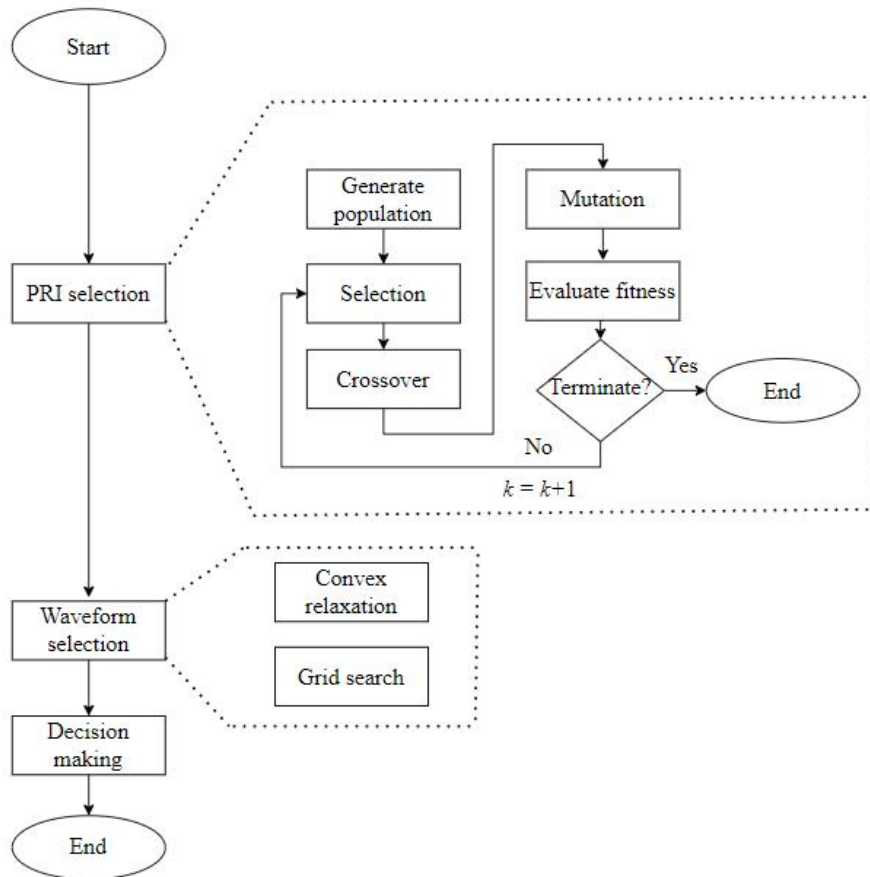 Start
PRI selection
Generate
population
Selection
Crossover
Mutation
Evaluate fitness
Terminate?
Yes
End
No
k = k+1
Waveform
selection
Convex
relaxation
Grid search
Decision
making
End